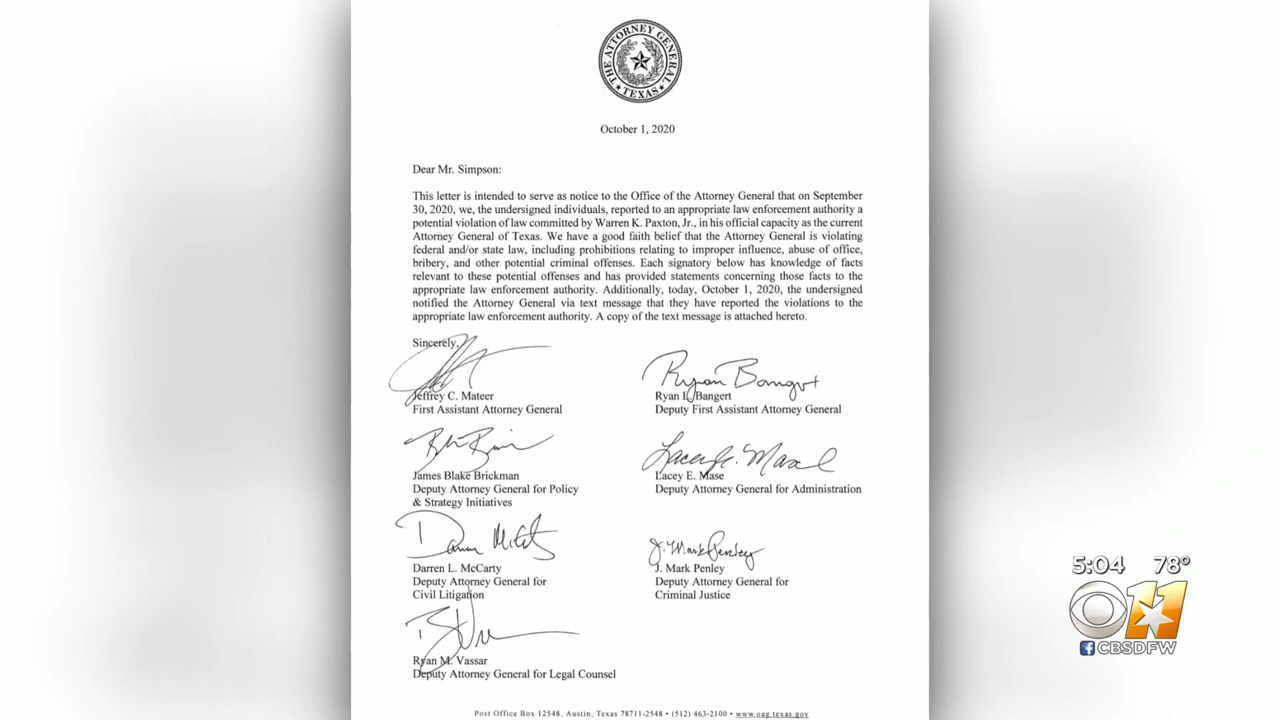 THE ATTORNEY GENERAL
★ TEXAS ★
October 1, 2020
Dear Mr. Simpson:
This letter is intended to serve as notice to the Office of the Attorney General that on September
30, 2020, we, the undersigned individuals, reported to an appropriate law enforcement authority a
potential violation of law committed by Warren K. Paxton, Jr., in his official capacity as the current
Attorney General of Texas. We have a good faith belief that the Attorney General is violating
federal and/or state law, including prohibitions relating to improper influence, abuse of office,
bribery, and other potential criminal offenses. Each signatory below has knowledge of facts
relevant to these potential offenses and has provided statements concerning those facts to the
appropriate law enforcement authority. Additionally, today, October 1, 2020, the undersigned
notified the Attorney General via text message that they have reported the violations to the
appropriate law enforcement authority. A copy of the text message is attached hereto.
Sincerely,
Ryan Bangert
Jeffrey C. Mateer
First Assistant Attorney General
Ryan L. Bangert
Deputy First Assistant Attorney General
Lacey E. Mase
James Blake Brickman
Deputy Attorney General for Policy
& Strategy Initiatives
Lacey E. Mase
Deputy Attorney General for Administration
J. Mark Penley
Darren L. McCarty
Deputy Attorney General for
Civil Litigation
J. Mark Penley
Deputy Attorney General for
Criminal Justice
Ryan M. Vassar
Deputy Attorney General for Legal Counsel
Post Office Box 12548, Austin, Texas 78711-2548 • (512) 463-2100 • www.oag.texas.gov
5:04 78°
11
f CBSDFW